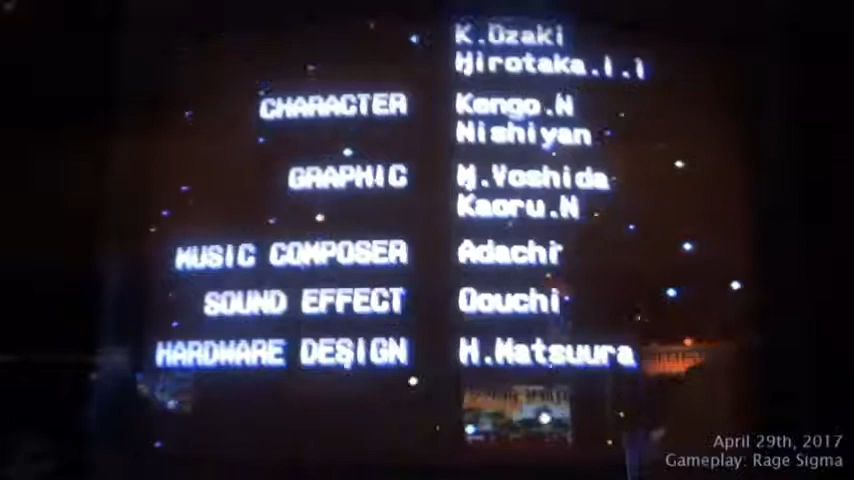 K.Ozaki
Hirotaka.I.I
CHARACTER Kengo.N
Nishiyan
GRAPHIC M.Yoshida
Kaoru.N
MUSIC COMPOSER Adachi
SOUND EFFECT Oouchi
HARDWARE DESIGN H.Matsuura
April 29th, 2017
Gameplay: Rage Sigma